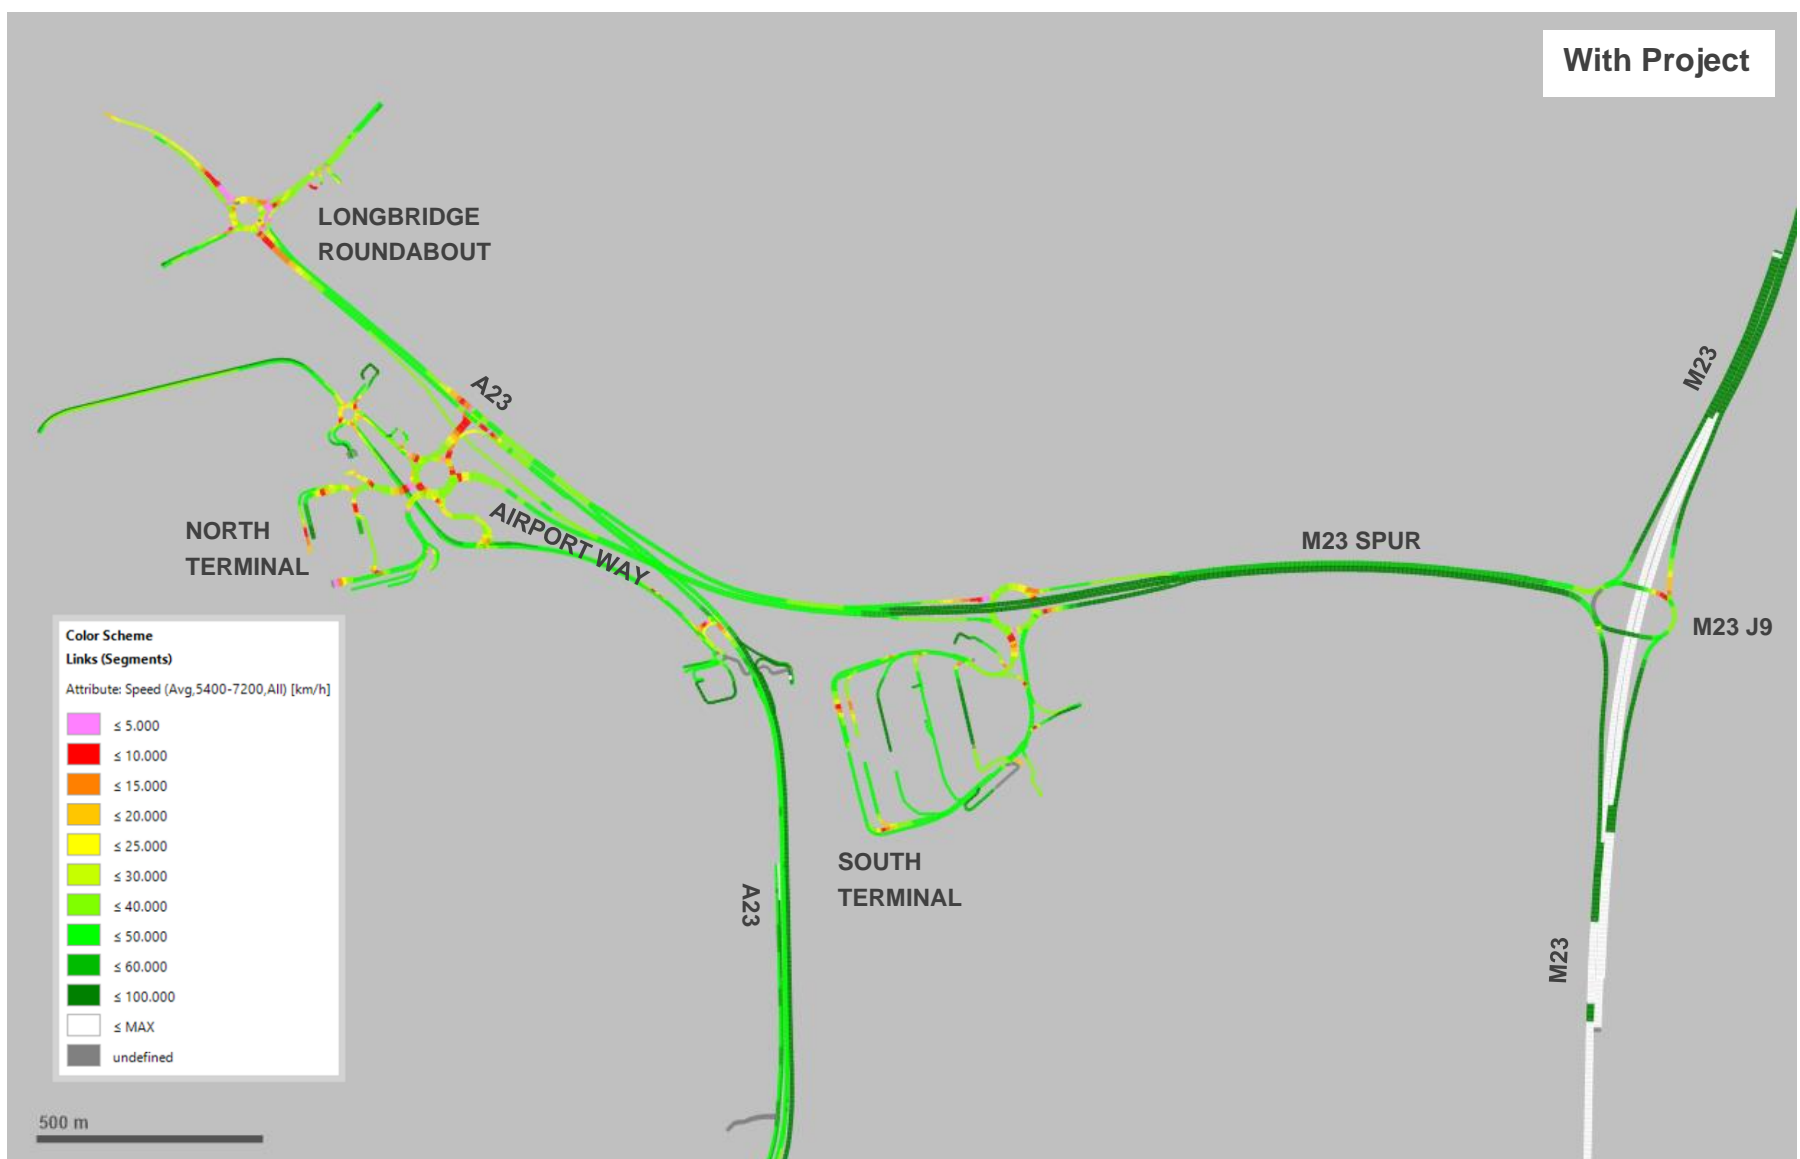 With Project
LONGBRIDGE
ROUNDABOUT
A23
M23
NORTH
TERMINAL
AIRPORT WAY
M23 SPUR
M23 J9
SOUTH
TERMINAL
A23
M23
Color Scheme
Links (Segments)
Attribute: Speed (Avg,5400-7200,All) [km/h]
≤ 5.000
≤ 10.000
≤ 15.000
≤ 20.000
≤ 25.000
≤ 30.000
≤ 40.000
≤ 50.000
≤ 60.000
≤ 100.000
≤ MAX
undefined
500 m